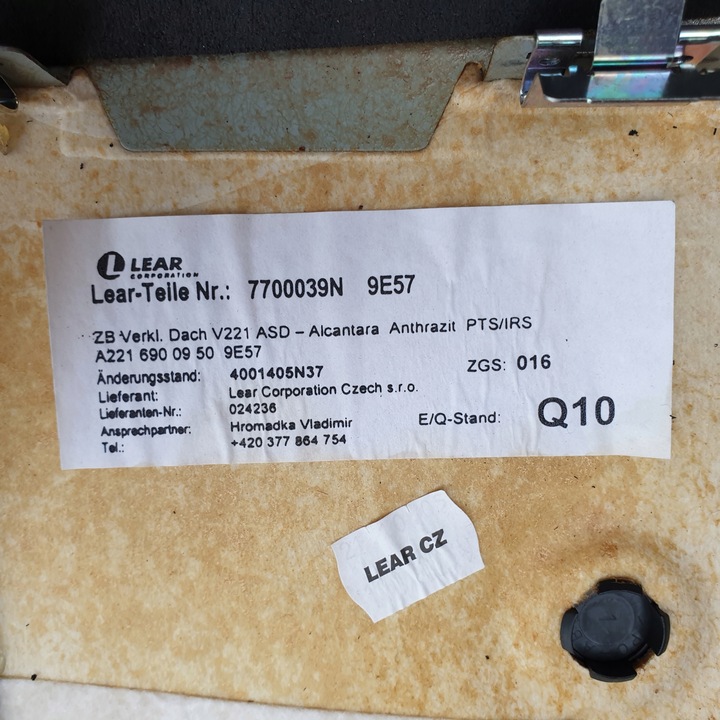 LEAR
CORPORATION
Lear-Teile Nr.: 7700039N 9E57
ZB Verkl. Dach V221 ASD – Alcantara Anthrazit PTS/IRS
A221 690 09 50 9E57
Änderungsstand: 4001405N37 ZGS: 016
Lieferant: Lear Corporation Czech s.r.o.
Lieferanten-Nr.: 024236
Ansprechpartner: Hromadka Vladimir E/Q-Stand: Q10
Tel.: +420 377 864 754
LEAR CZ